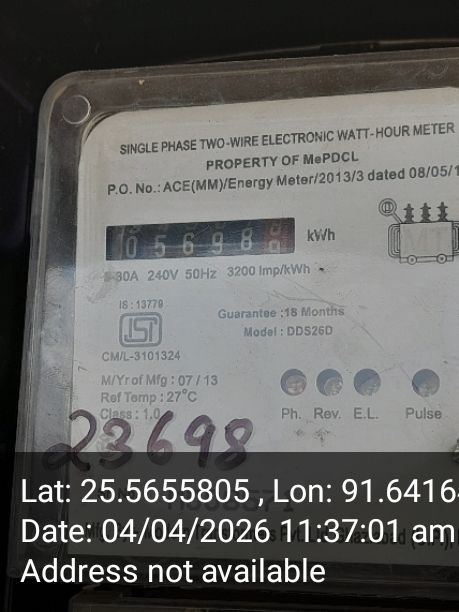 SINGLE PHASE TWO-WIRE ELECTRONIC WATT-HOUR METER
PROPERTY OF MePDCL
P.O. No.: ACE(MM)/Energy Meter/2013/3 dated 08/05/1
10 5 6 9 8 kWh
5-30A 240V 50Hz 3200 Imp/kWh
IS : 13779
ISI
Guarantee : 18 Months
Model : DDS26D
CM/L-3101324
M/Yr of Mfg : 07 / 13
Ref Temp : 27°C
Class : 1.0
Ph. Rev. E.L. Pulse
23698
Lat: 25.5655805 , Lon: 91.6416
Date: 04/04/2026 11:37:01 am
Address not available